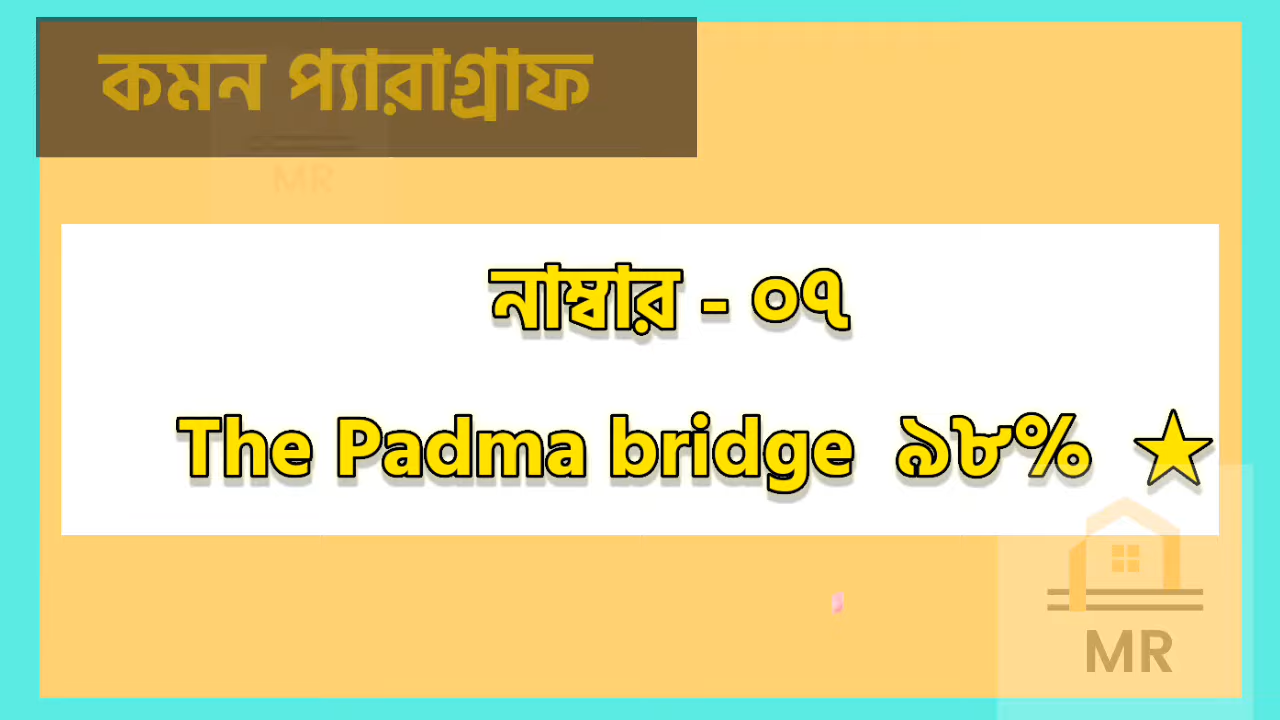 কমন প্যারাগ্রাফ
MR
নাম্বার - ০৭
The Padma bridge ৯৮% ★
MR